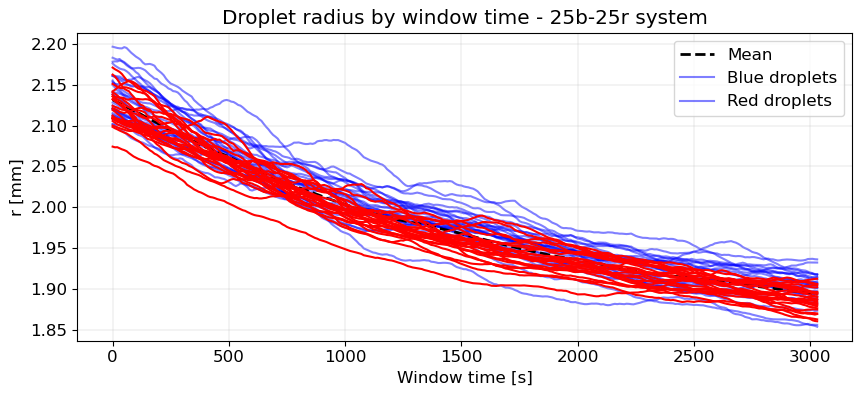 Droplet radius by window time - 25b-25r system
r [mm]
2.20
2.15
2.10
2.05
2.00
1.95
1.90
1.85
Mean
Blue droplets
Red droplets
0
500
1000
1500
2000
2500
3000
Window time [s]